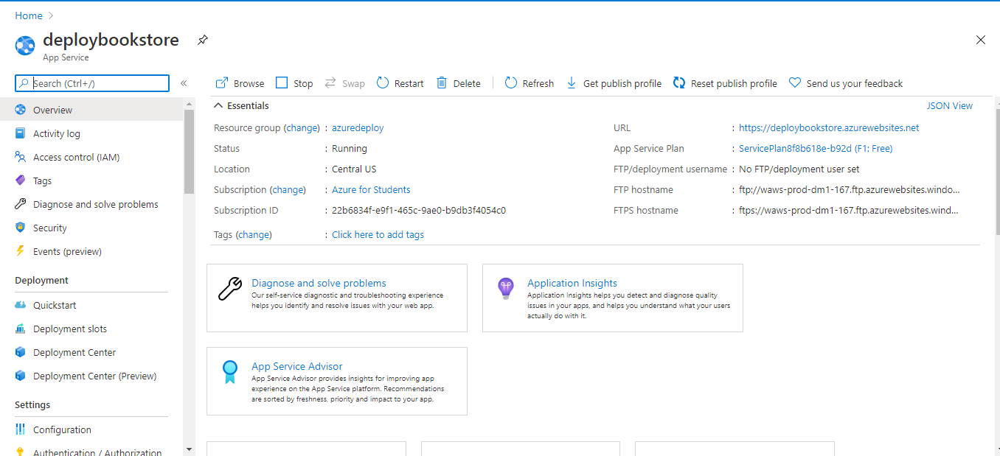 Home
deploybookstore
App Service
Search (Ctrl+/)
«
Overview
Activity log
Access control (IAM)
Tags
Diagnose and solve problems
Security
Events (preview)
Deployment
Quickstart
Deployment slots
Deployment Center
Deployment Center (Preview)
Settings
Configuration
Authentication / Authorization
Browse Stop Swap Restart Delete Refresh Get publish profile Reset publish profile Send us your feedback
Essentials JSON View
Resource group (change) : azuredeploy
Status : Running
Location : Central US
Subscription (change) : Azure for Students
Subscription ID : 22b6834f-e9f1-465c-9ae0-b9db3f4054c0
Tags (change) : Click here to add tags
URL : https://deploybookstore.azurewebsites.net
App Service Plan : ServicePlan8f8b618e-b92d (F1: Free)
FTP/deployment username : No FTP/deployment user set
FTP hostname : ftp://waws-prod-dm1-167.ftp.azurewebsites.windo...
FTPS hostname : ftps://waws-prod-dm1-167.ftp.azurewebsites.wind...
Diagnose and solve problems
Our self-service diagnostic and troubleshooting experience
helps you identify and resolve issues with your web app.
Application Insights
Application Insights helps you detect and diagnose quality
issues in your apps, and helps you understand what your users
actually do with it.
App Service Advisor
App Service Advisor provides insights for improving app
experience on the App Service platform. Recommendations
are sorted by freshness, priority and impact to your app.